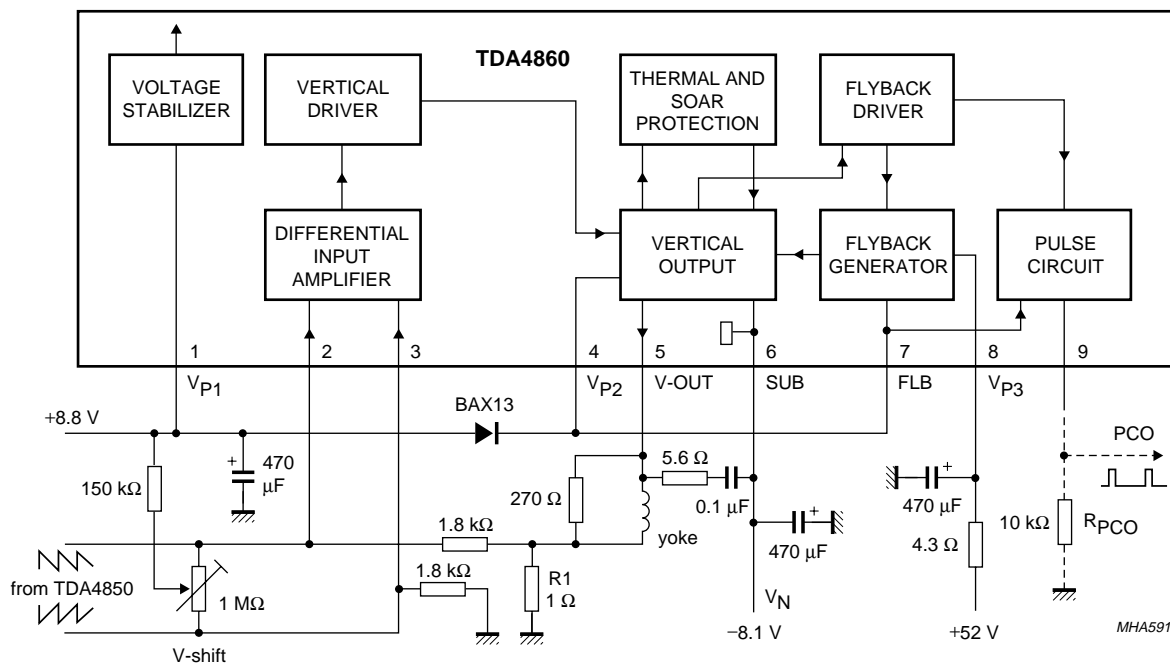 TDA4860
VOLTAGE
STABILIZER
VERTICAL
DRIVER
THERMAL AND
SOAR
PROTECTION
FLYBACK
DRIVER
DIFFERENTIAL
INPUT
AMPLIFIER
VERTICAL
OUTPUT
FLYBACK
GENERATOR
PULSE
CIRCUIT
1 2 3 4 5 6 7 8 9
VP1 VP2 V-OUT SUB FLB VP3
+8.8 V
BAX13
PCO
150 kΩ
+ 470
μF
270 Ω
5.6 Ω
0.1 μF
+
470 μF
+
470 μF
4.3 Ω
10 kΩ
RPCO
1.8 kΩ
yoke
from TDA4850
1 MΩ
1.8 kΩ
R1
1 Ω
VN
−8.1 V
+52 V
V-shift
MHA591